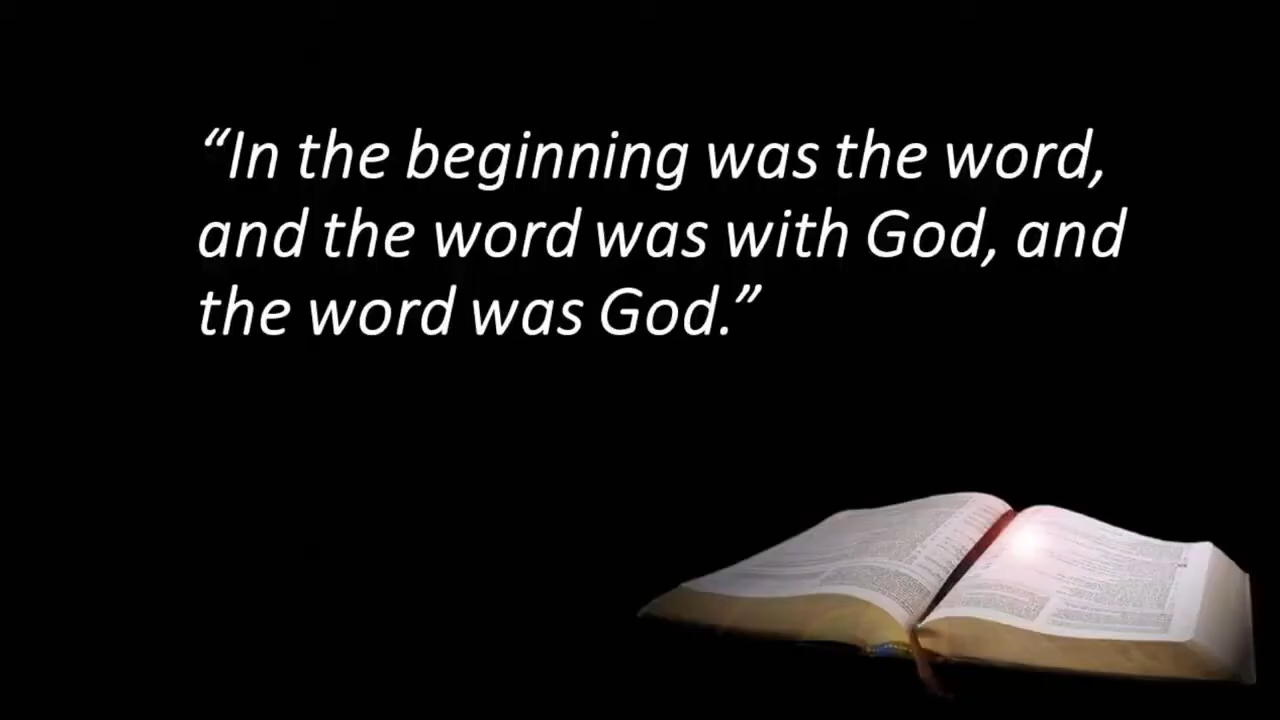 “In the beginning was the word,
and the word was with God, and
the word was God.”